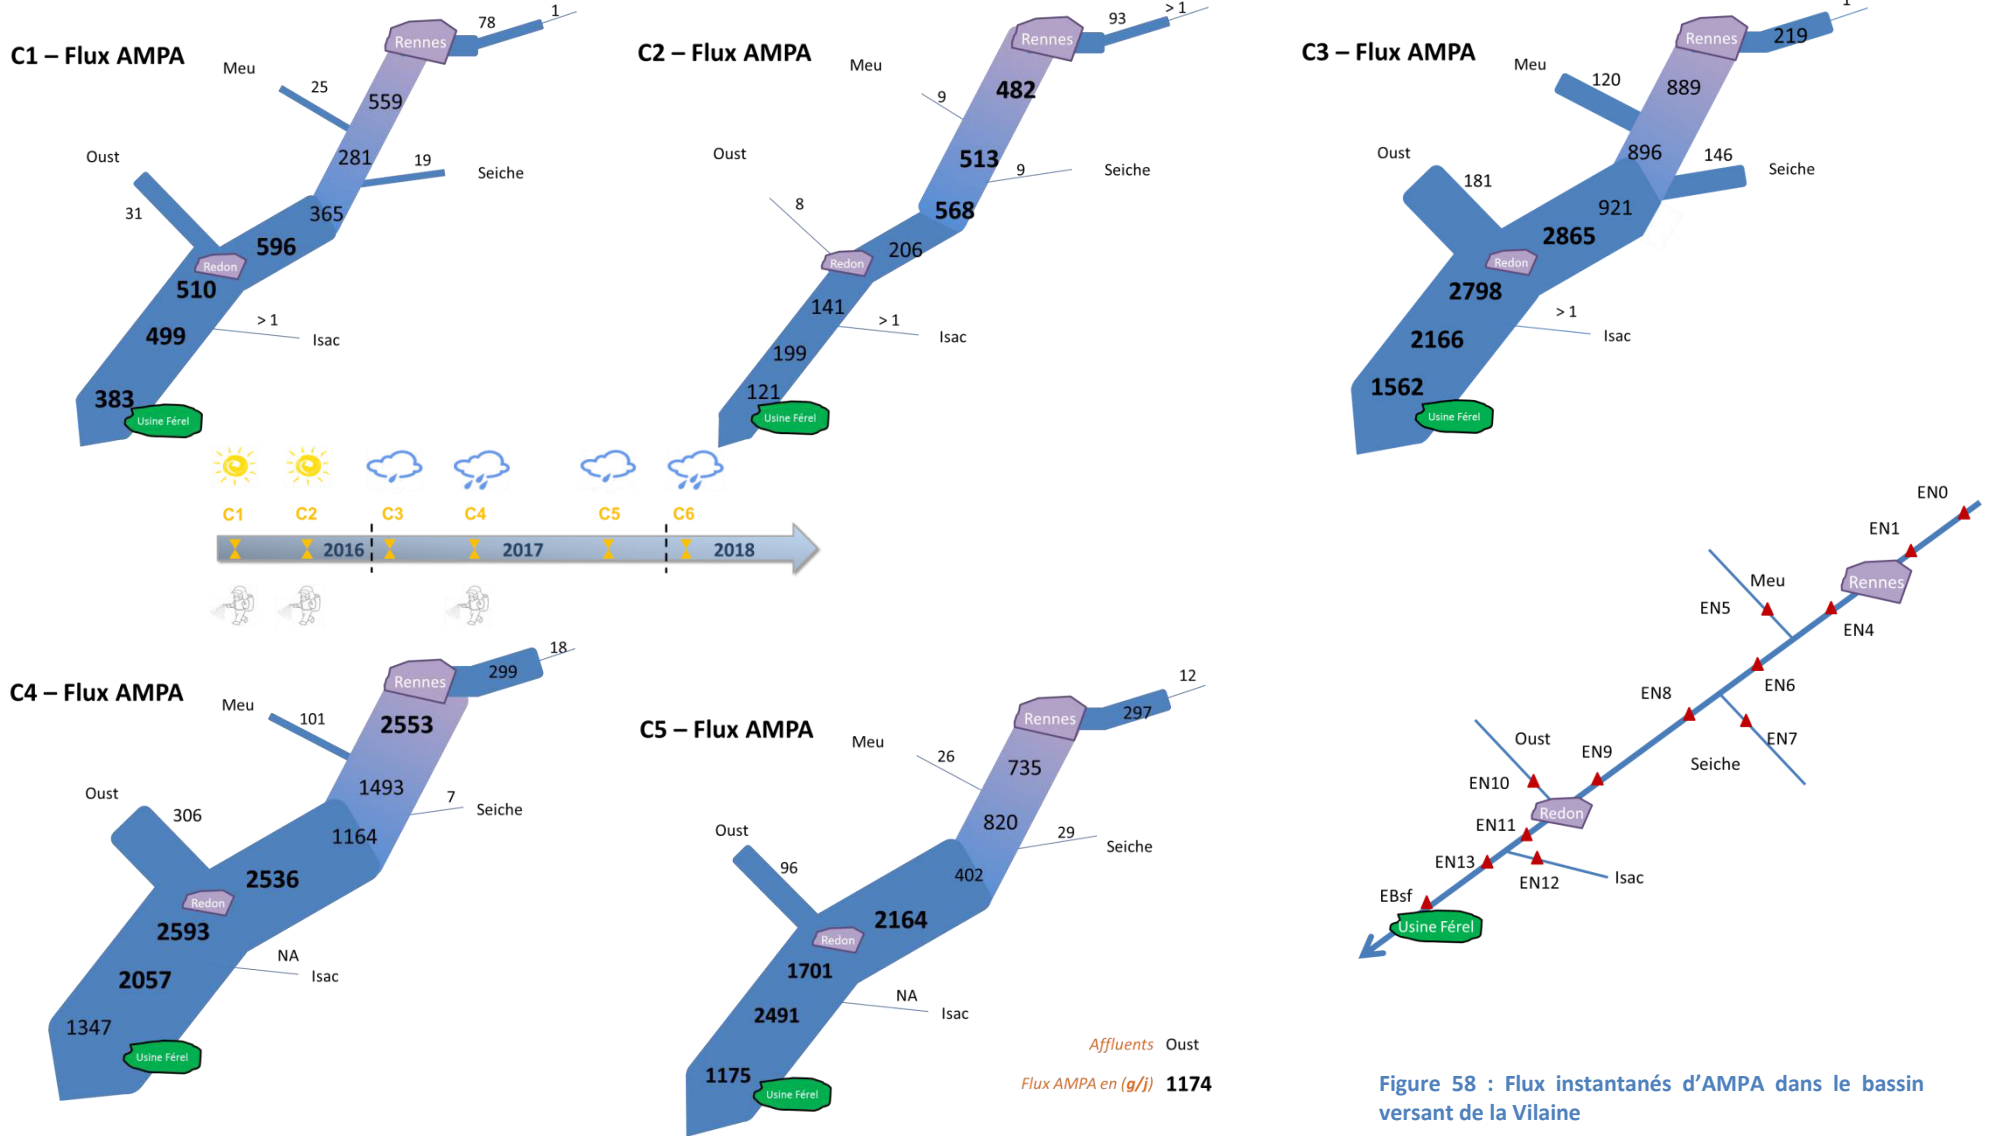 C1 – Flux AMPA
Rennes
78
1
Meu
25
559
281
19
Seiche
Oust
31
365
596
Redon
510
499
> 1
Isac
383
Usine Férel
C2 – Flux AMPA
Rennes
93
> 1
Meu
9
482
513
9
Seiche
Oust
8
568
206
Redon
141
> 1
Isac
199
121
Usine Férel
C3 – Flux AMPA
Rennes
219
1
Meu
120
889
896
146
Seiche
Oust
181
921
2865
Redon
2798
> 1
Isac
2166
1562
Usine Férel
C1 C2 C3 C4 C5 C6
2016 2017 2018
EN0
EN1
Rennes
Meu
EN5
EN4
EN6
EN8
EN7
Seiche
Oust
EN9
EN10
Redon
EN11
EN13
EN12
Isac
EBsf
Usine Férel
C4 – Flux AMPA
Rennes
299
18
Meu
101
2553
1493
7
Seiche
Oust
306
1164
2536
Redon
2593
NA
Isac
2057
1347
Usine Férel
C5 – Flux AMPA
Rennes
297
12
Meu
26
735
820
29
Seiche
Oust
96
402
2164
Redon
1701
NA
Isac
2491
1175
Usine Férel
Affluents Oust
Flux AMPA en (g/j) 1174
Figure 58 : Flux instantanés d’AMPA dans le bassin
versant de la Vilaine